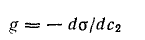 g = − dσ/dc₂